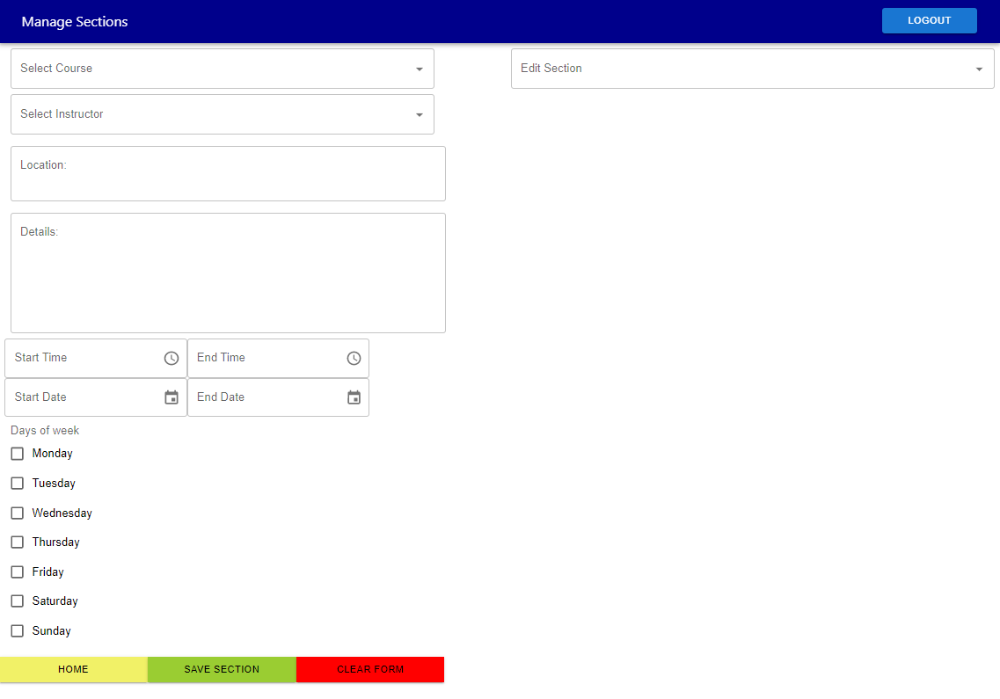 Manage Sections
LOGOUT
Select Course
Edit Section
Select Instructor
Location:
Details:
Start Time
End Time
Start Date
End Date
Days of week
Monday
Tuesday
Wednesday
Thursday
Friday
Saturday
Sunday
HOME
SAVE SECTION
CLEAR FORM